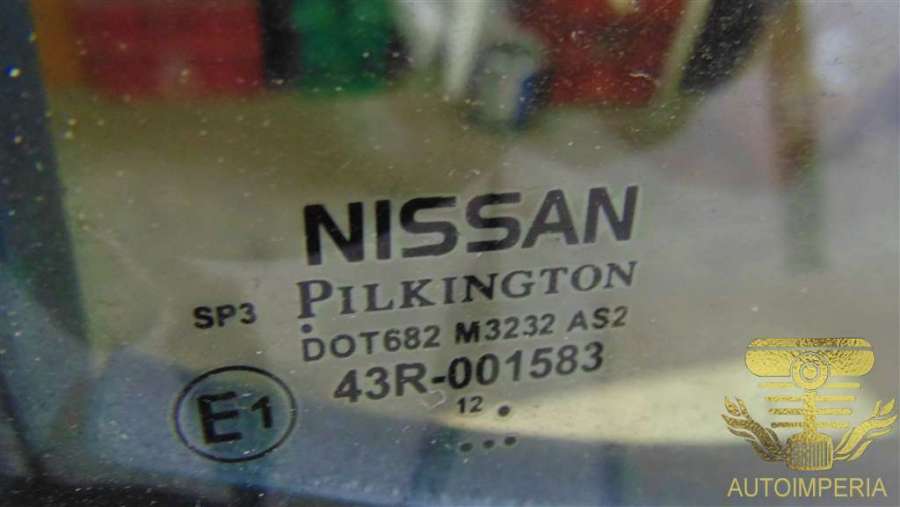 NISSAN
PILKINGTON
SP3
DOT682 M3232 AS2
43R-001583
E1
12
AUTOIMPERIA